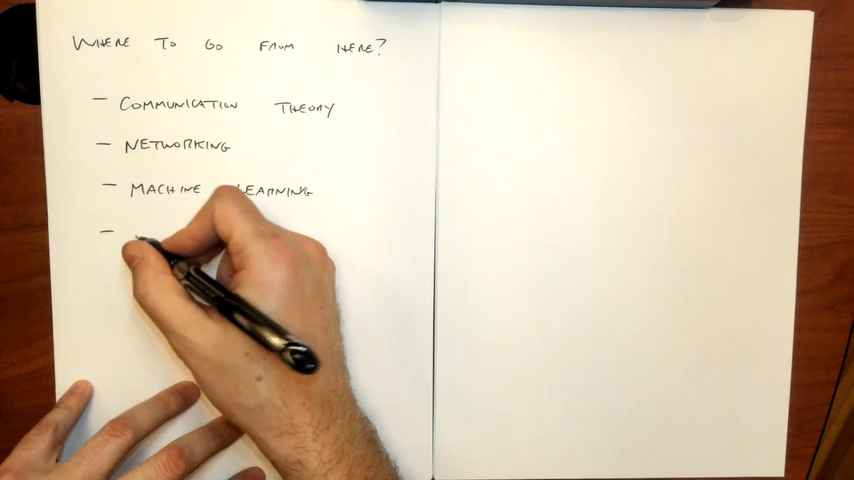 WHERE TO GO FROM HERE?
— COMMUNICATION THEORY
— NETWORKING
— MACHINE LEARNING
—